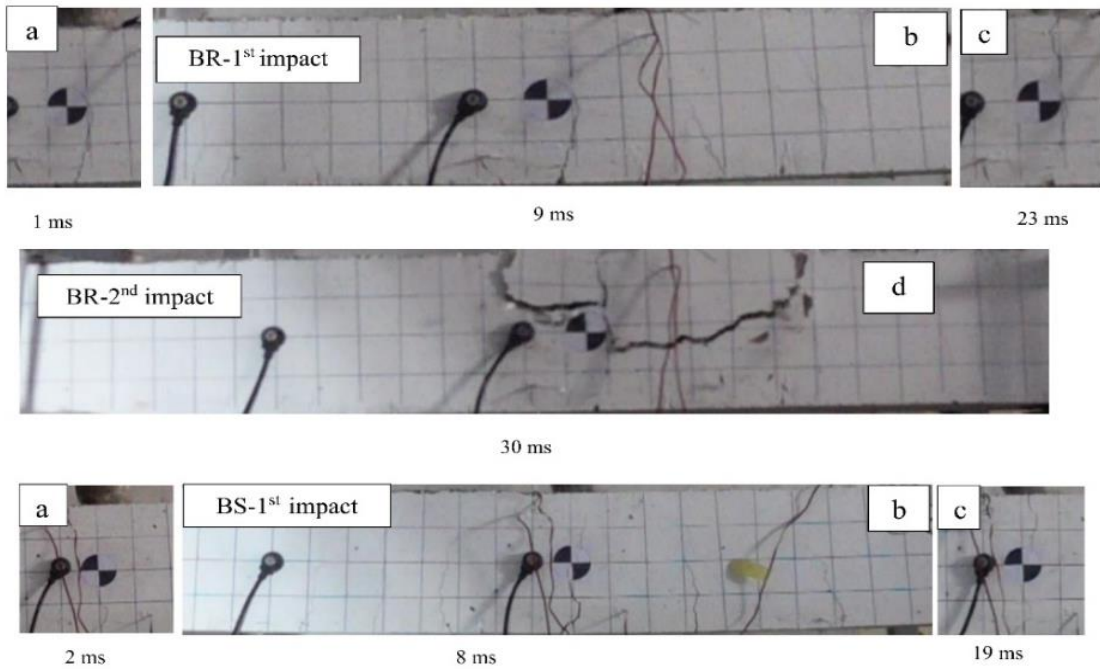 a
BR-1st impact
b
c
1 ms
9 ms
23 ms
BR-2nd impact
d
30 ms
a
BS-1st impact
b
c
2 ms
8 ms
19 ms